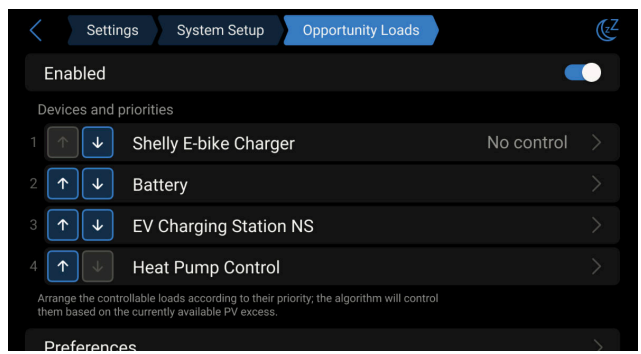 Settings System Setup Opportunity Loads
Enabled
Devices and priorities
1 Shelly E-bike Charger No control
2 Battery
3 EV Charging Station NS
4 Heat Pump Control
Arrange the controllable loads according to their priority; the algorithm will control
them based on the currently available PV excess.
Preferences